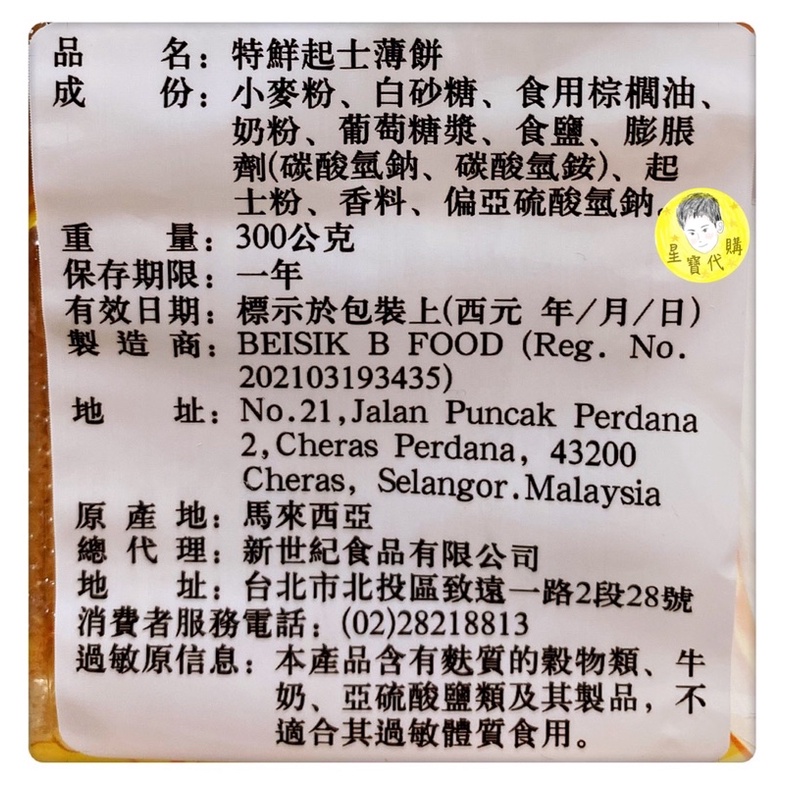 品名：特鮮起士薄餅
成份：小麥粉、白砂糖、食用棕櫚油、
奶粉、葡萄糖漿、食鹽、膨脹
劑(碳酸氫鈉、碳酸氫銨)、起
士粉、香料、偏亞硫酸氫鈉。
重量：300公克
保存期限：一年
有效日期：標示於包裝上(西元 年/月/日)
製造商：BEISIK B FOOD (Reg. No.
202103193435)
地址：No.21,Jalan Puncak Perdana
2,Cheras Perdana, 43200
Cheras, Selangor.Malaysia
原產地：馬來西亞
總代理：新世紀食品有限公司
地址：台北市北投區致遠一路2段28號
消費者服務電話：(02)28218813
過敏原信息：本產品含有麩質的穀物類、牛
奶、亞硫酸鹽類及其製品，不
適合其過敏體質食用。
星寶代購